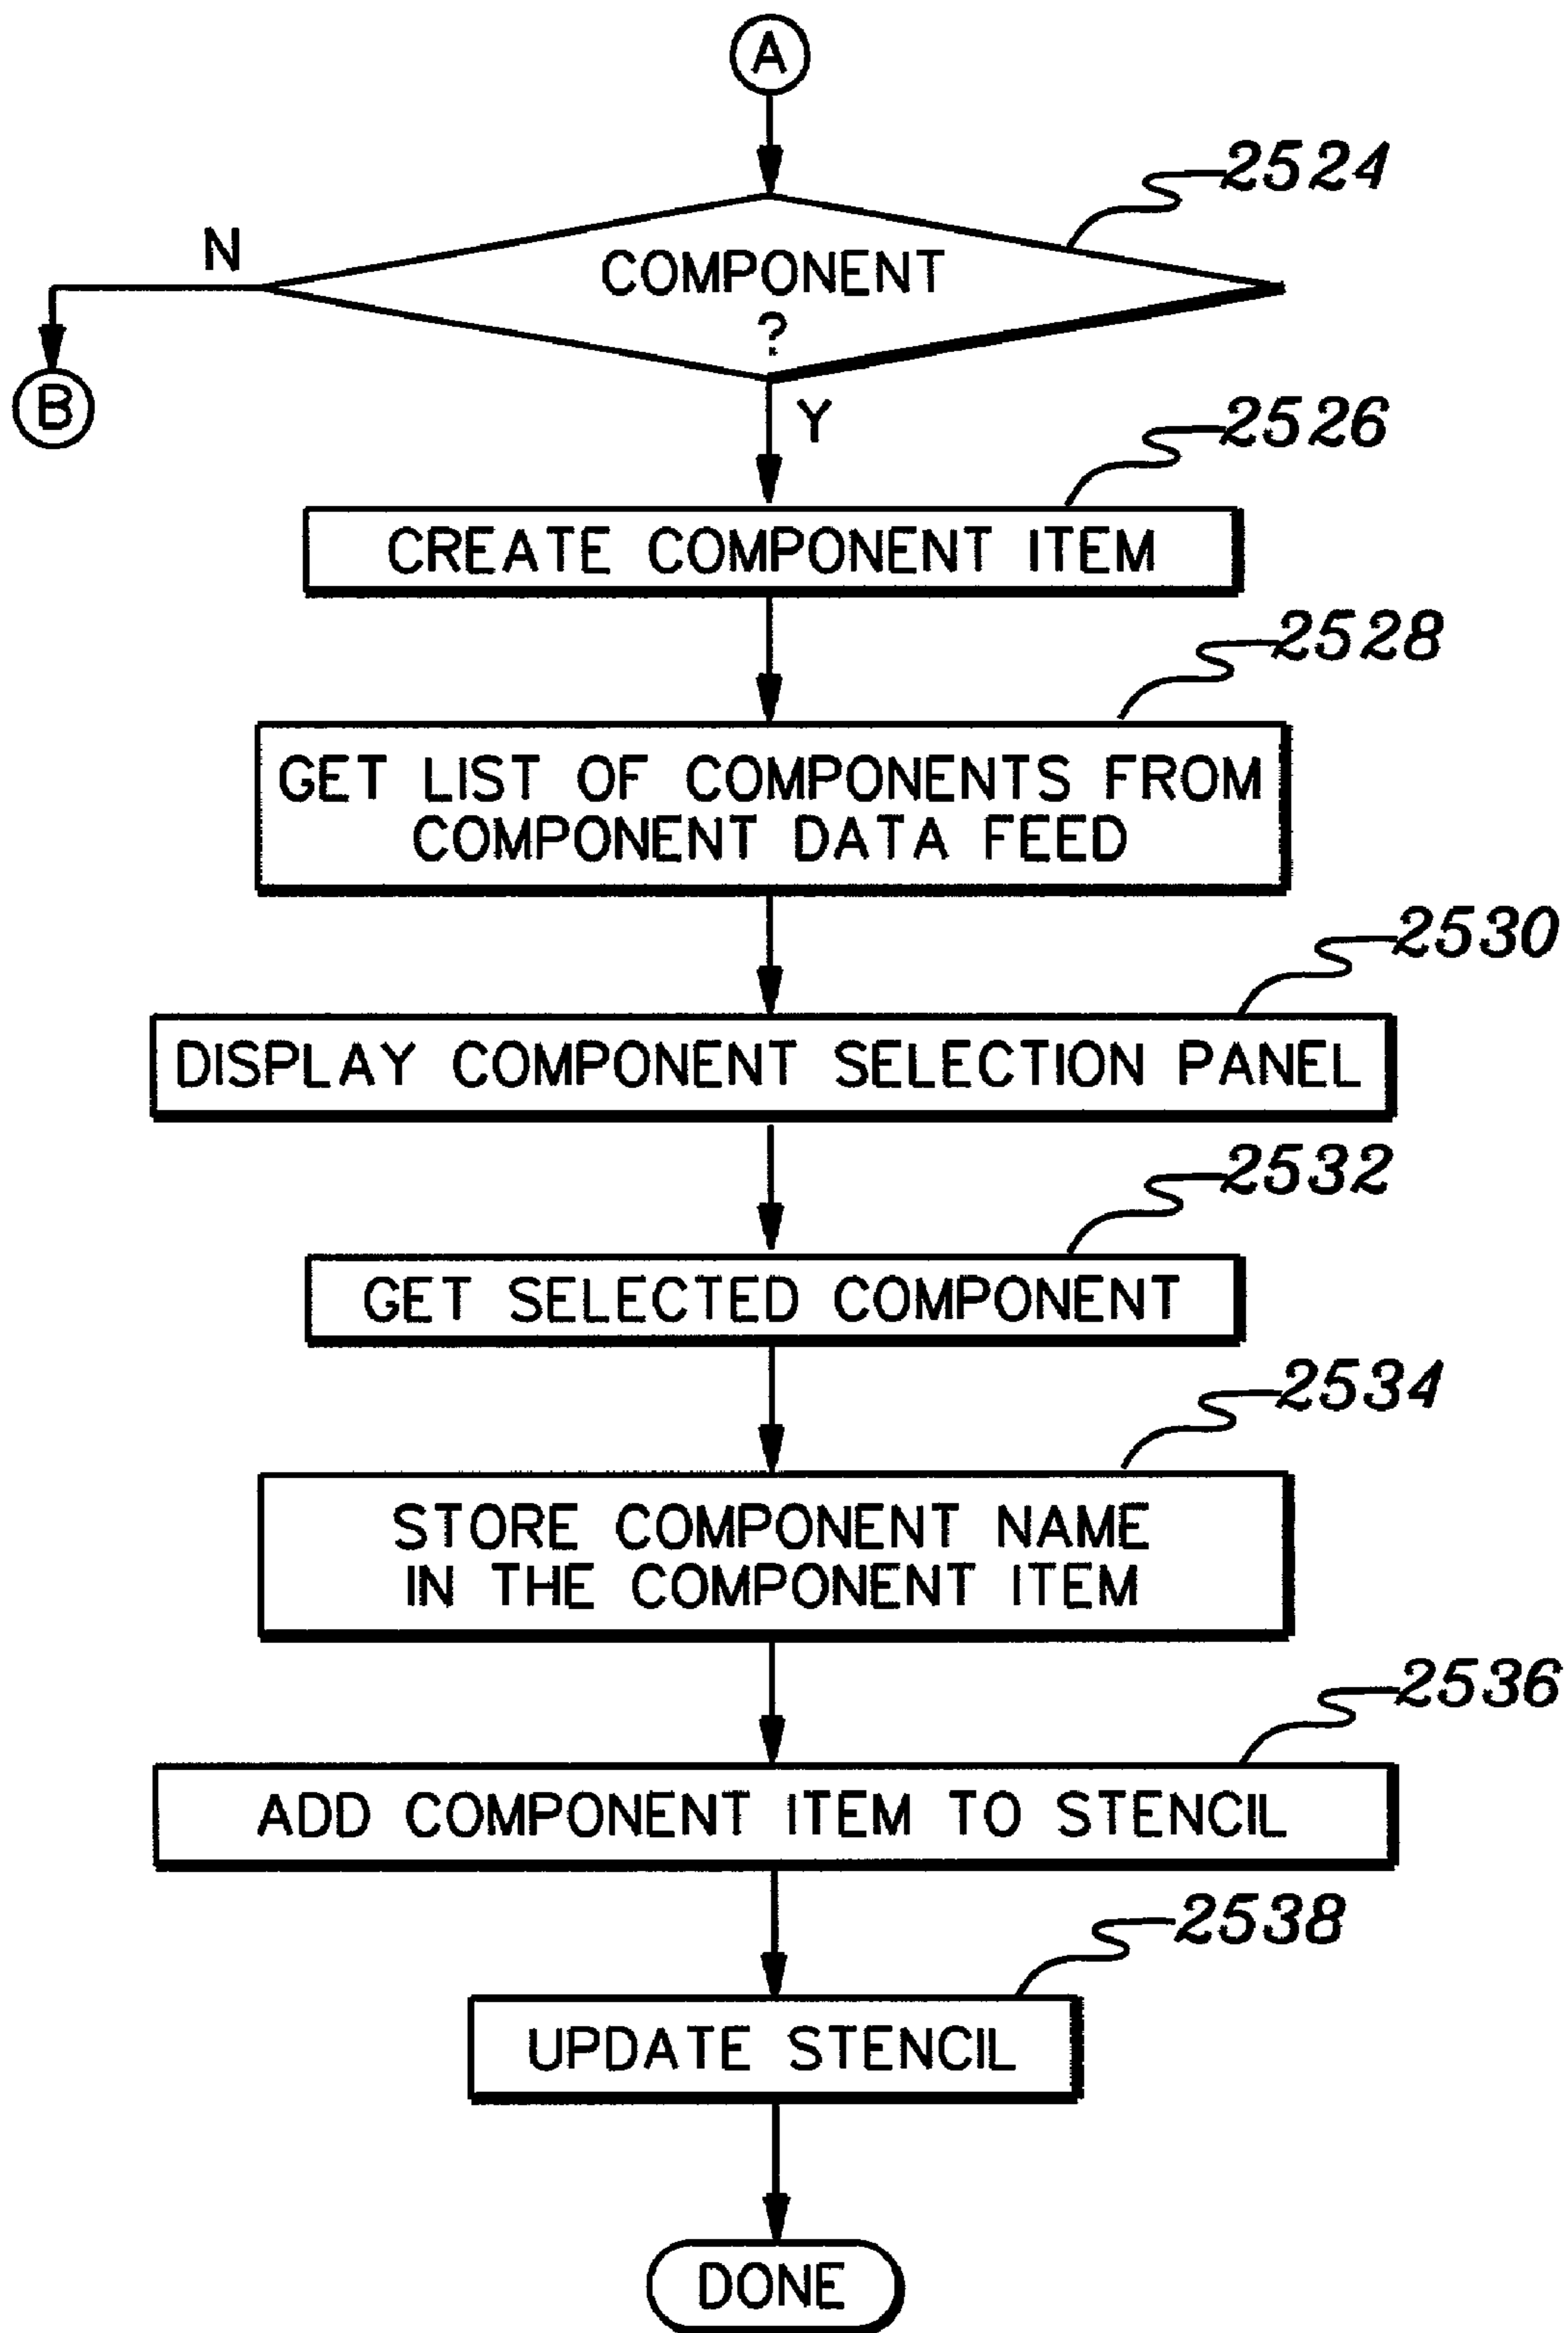 A
2524
N
COMPONENT
?
B
Y
2526
CREATE COMPONENT ITEM
2528
GET LIST OF COMPONENTS FROM
COMPONENT DATA FEED
2530
DISPLAY COMPONENT SELECTION PANEL
2532
GET SELECTED COMPONENT
2534
STORE COMPONENT NAME
IN THE COMPONENT ITEM
2536
ADD COMPONENT ITEM TO STENCIL
2538
UPDATE STENCIL
DONE